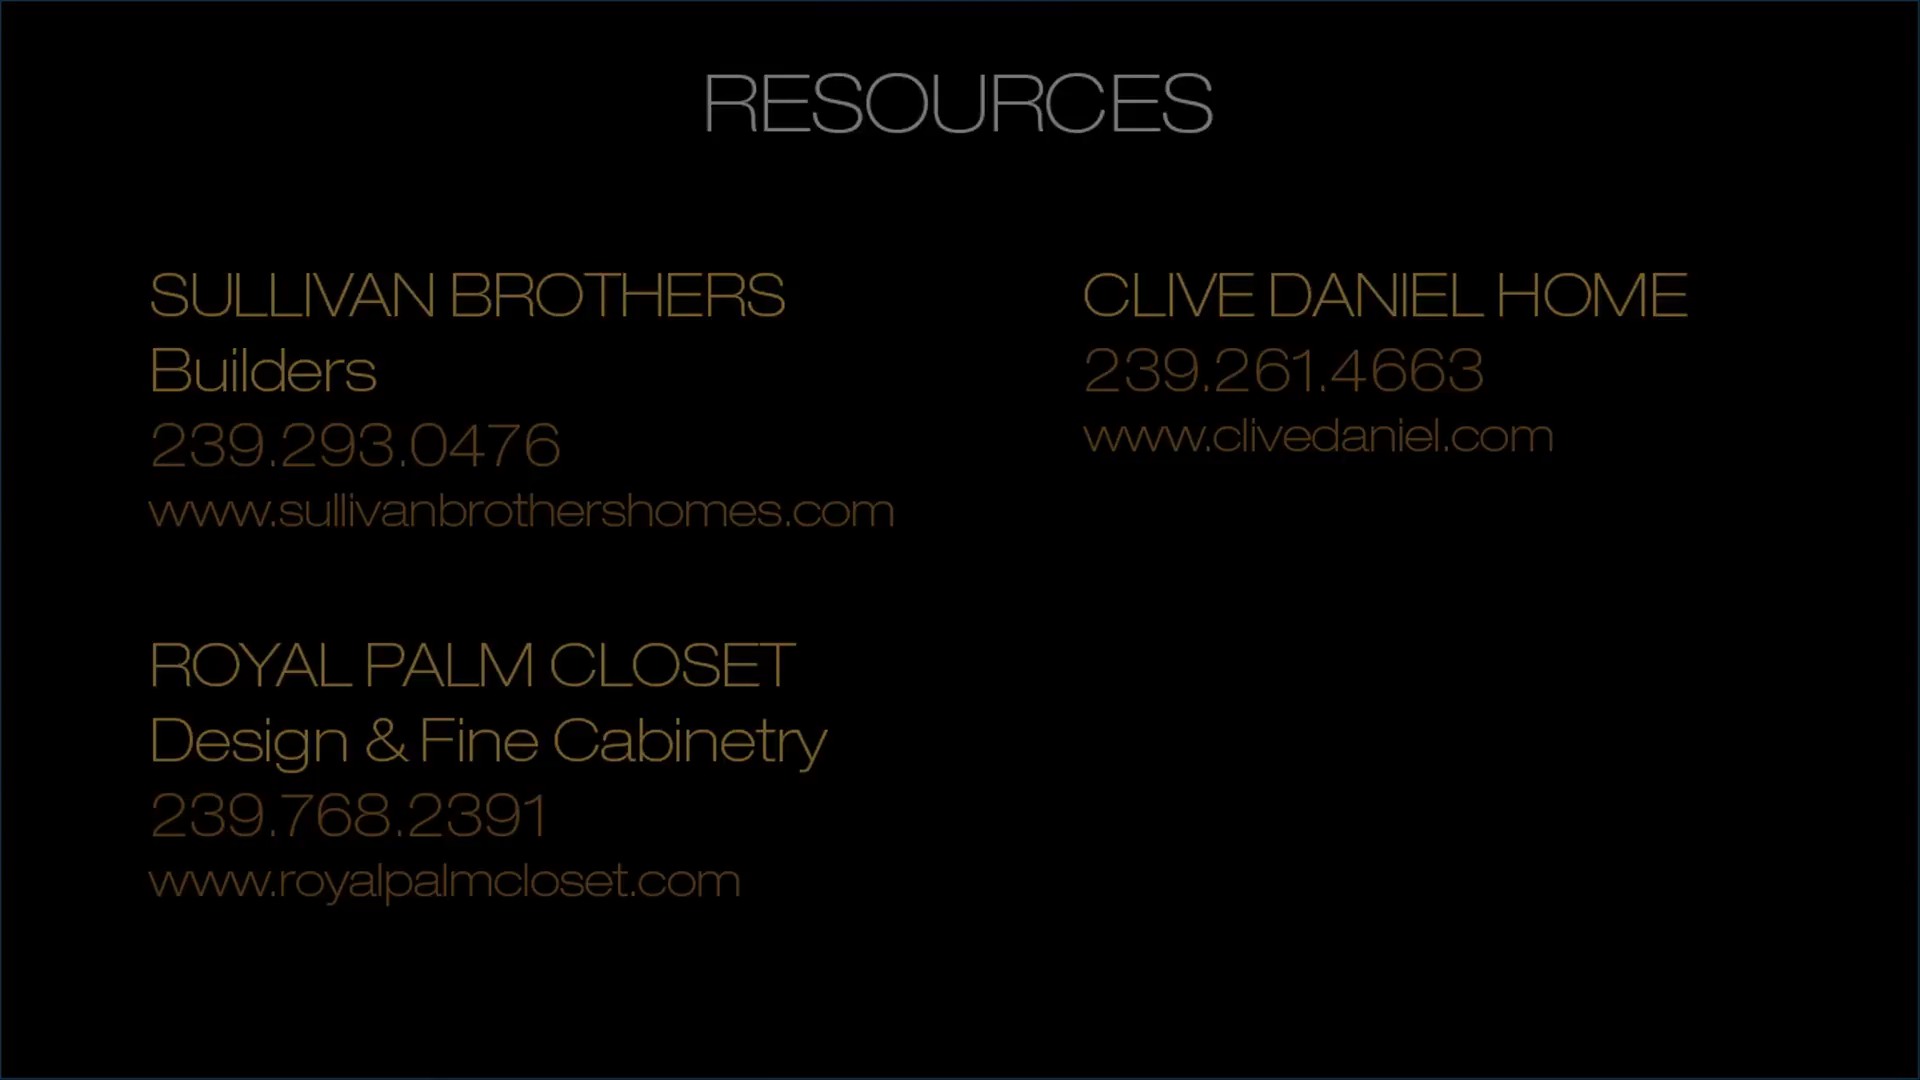 RESOURCES
SULLIVAN BROTHERS
Builders
239.293.0476
www.sullivanbrothershomes.com
ROYAL PALM CLOSET
Design & Fine Cabinetry
239.768.2391
www.royalpalmcloset.com
CLIVE DANIEL HOME
239.261.4663
www.clivedaniel.com